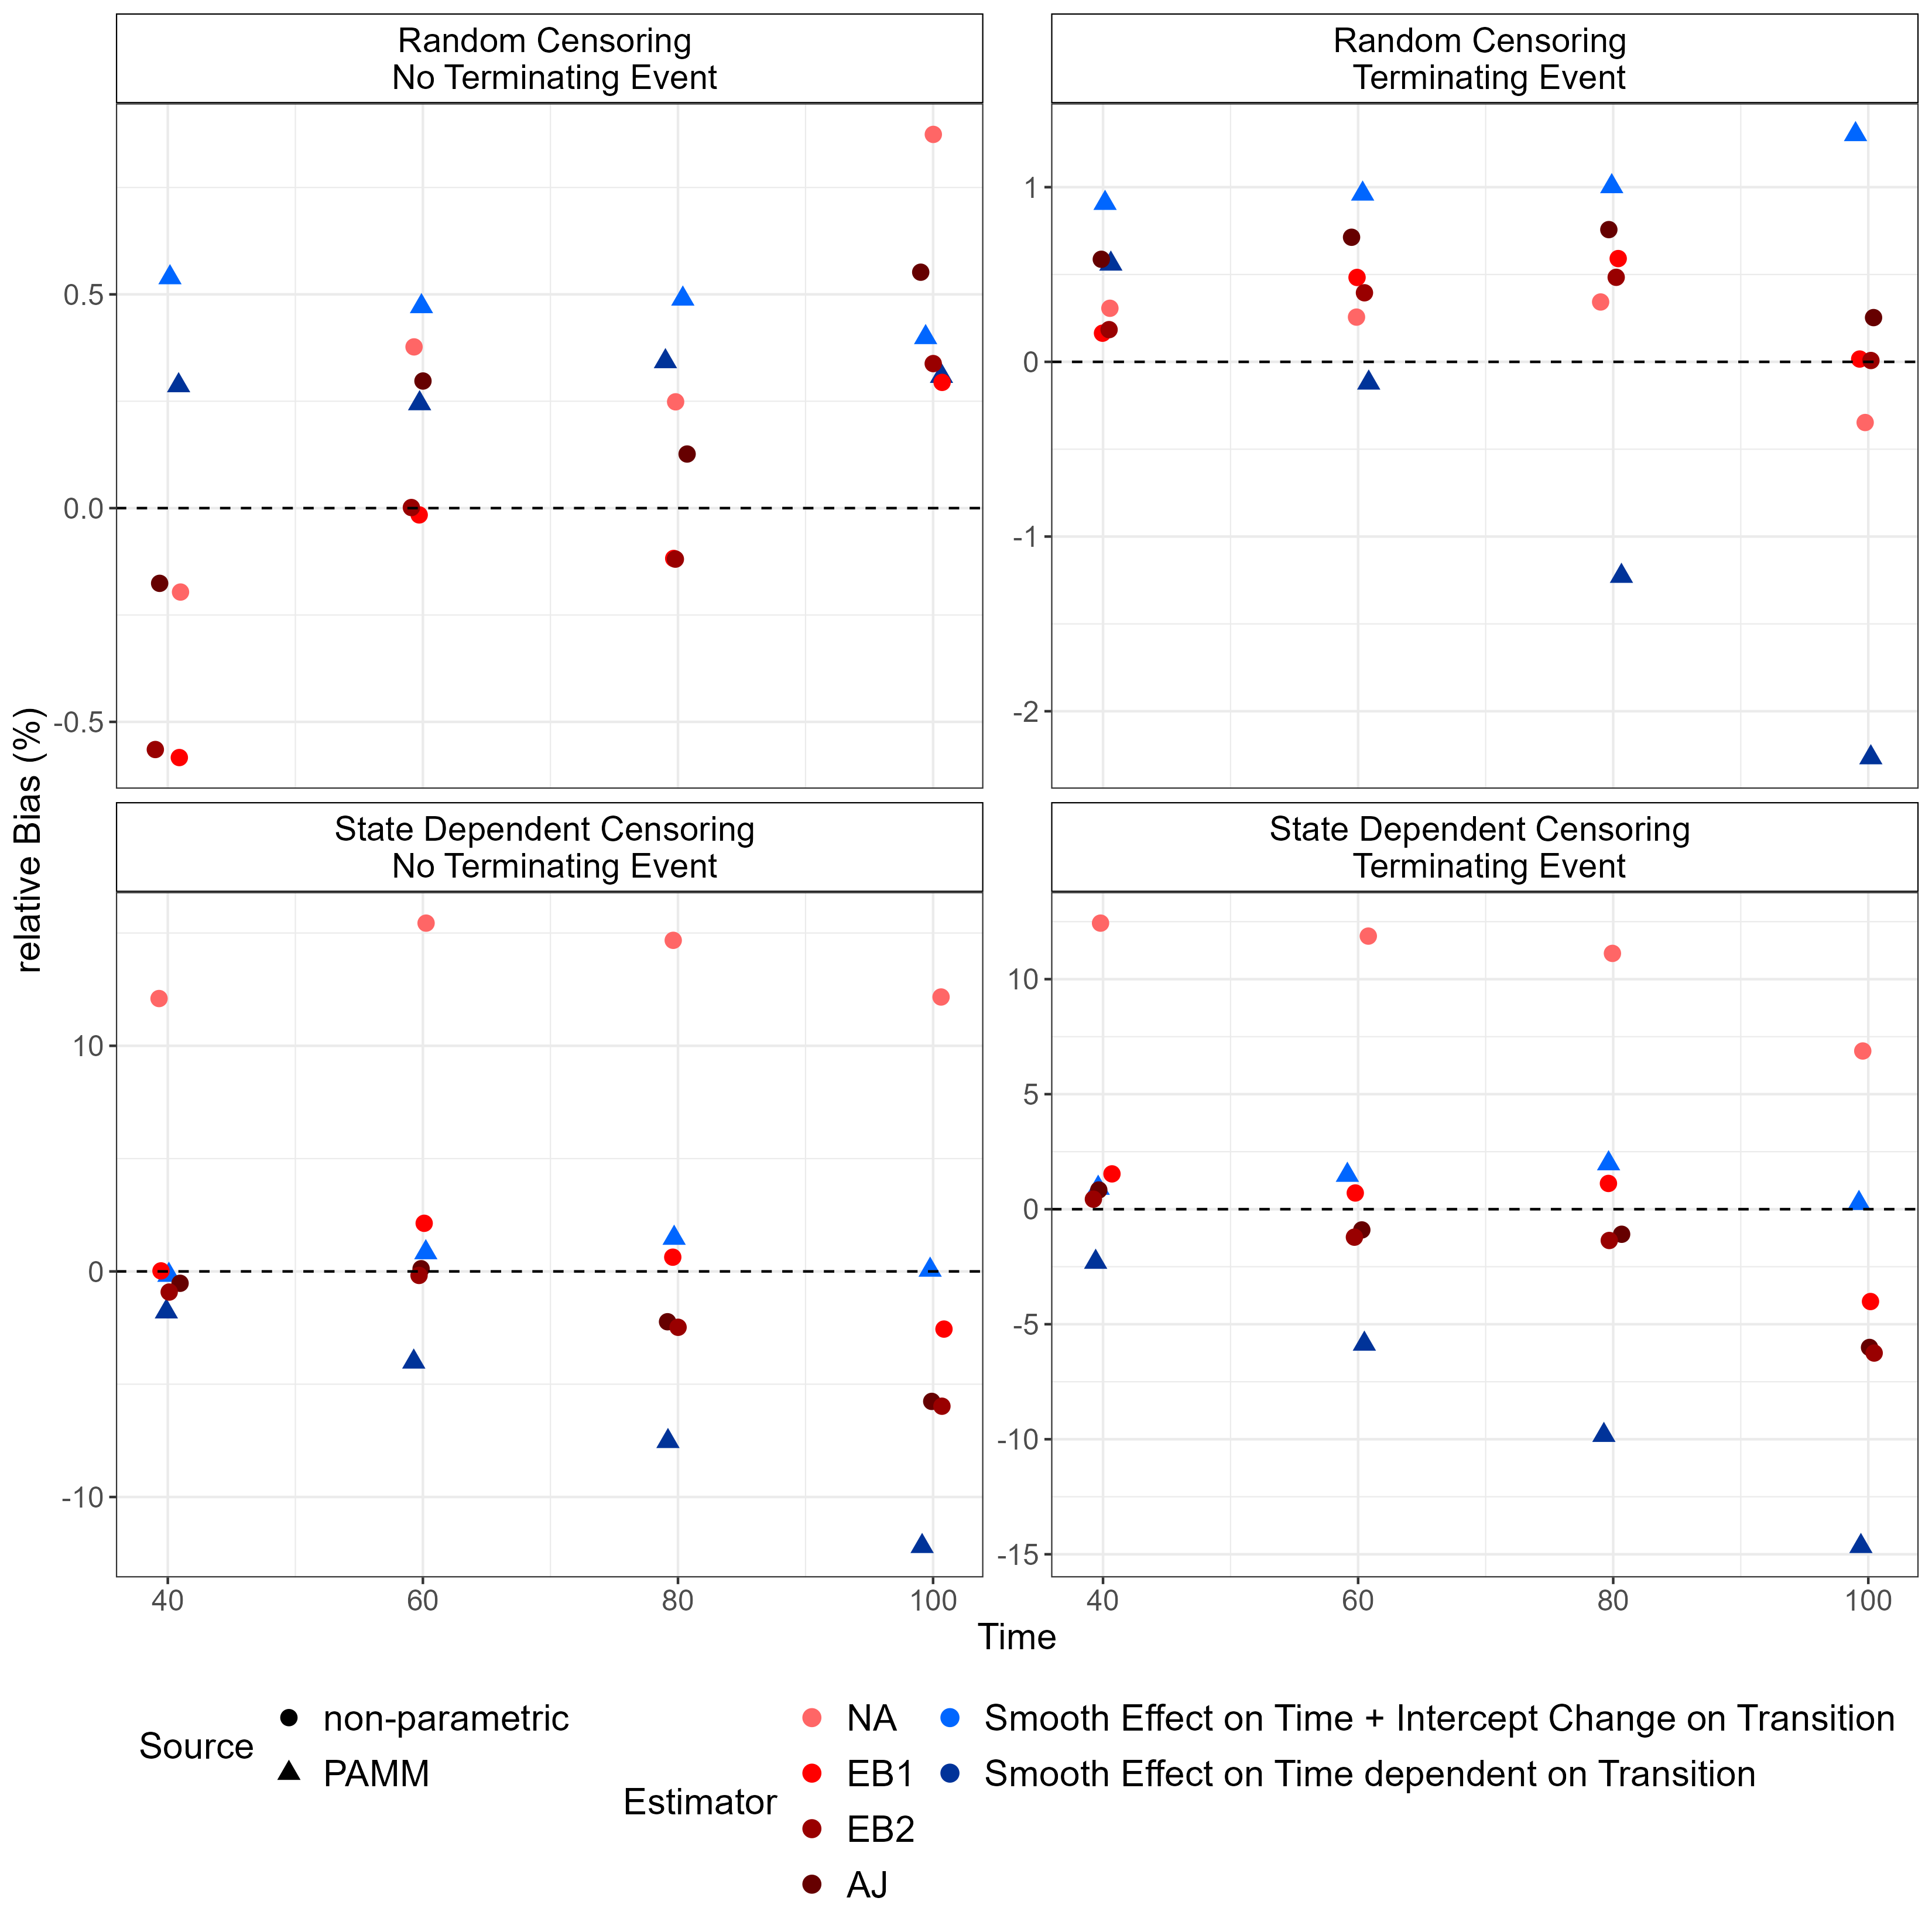 Random Censoring
No Terminating Event
Random Censoring
Terminating Event
0.5
0.0
-0.5
1
0
-1
-2
relative Bias (%)
State Dependent Censoring
No Terminating Event
State Dependent Censoring
Terminating Event
10
0
-10
10
5
0
-5
-10
-15
40 60 80 100
40 60 80 100
Time
Source
non-parametric
PAMM
Estimator
NA
EB1
EB2
AJ
Smooth Effect on Time + Intercept Change on Transition
Smooth Effect on Time dependent on Transition